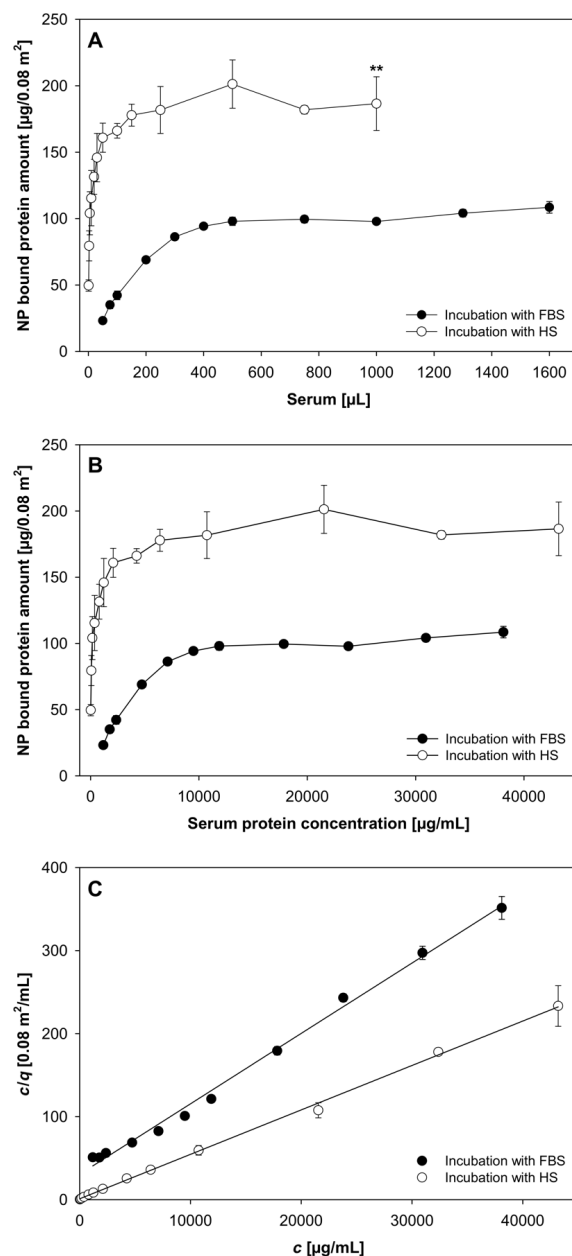 A
NP bound protein amount [µg/0.08 m²]
250
200
150
100
50
0
**
Incubation with FBS
Incubation with HS
0 200 400 600 800 1000 1200 1400 1600
Serum [µL]
B
NP bound protein amount [µg/0.08 m²]
250
200
150
100
50
0
Incubation with FBS
Incubation with HS
0 10000 20000 30000 40000
Serum protein concentration [µg/mL]
C
c/q [0.08 m²/mL]
400
300
200
100
0
Incubation with FBS
Incubation with HS
0 10000 20000 30000 40000
c [µg/mL]